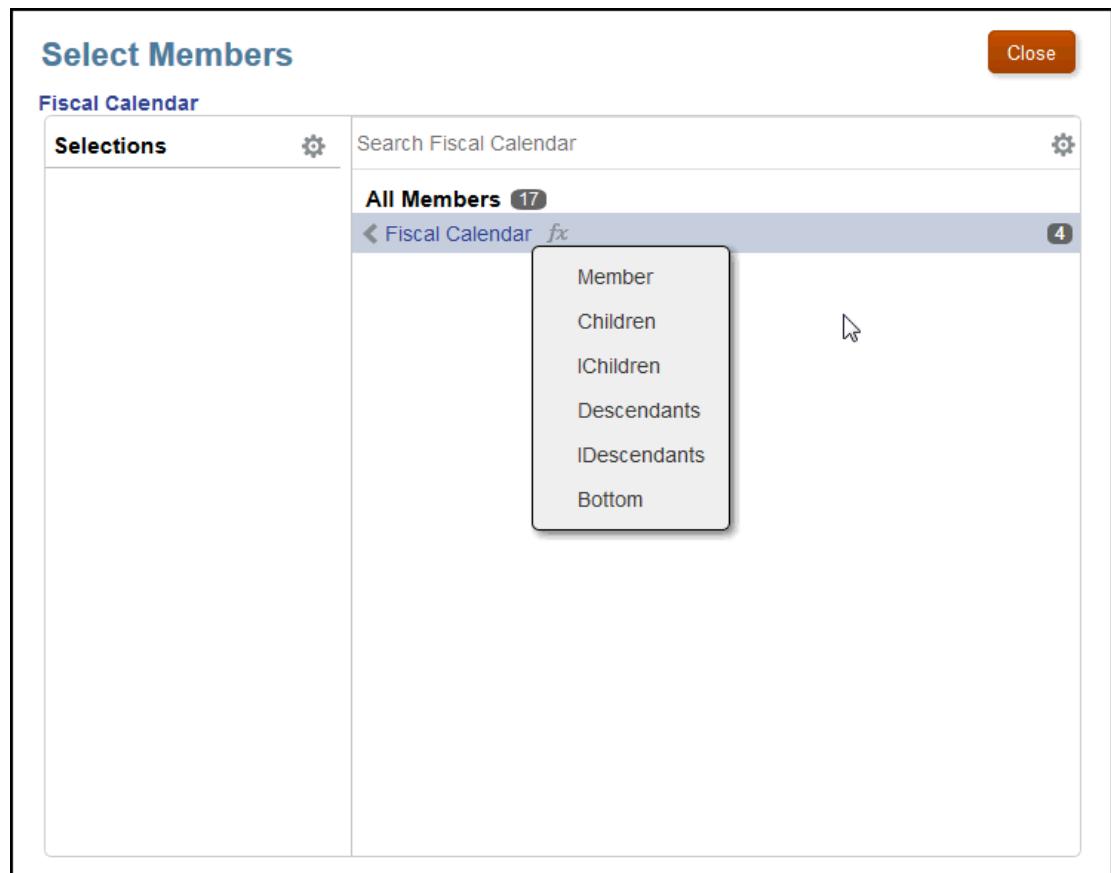 Select Members
Close
Fiscal Calendar
Selections
Search Fiscal Calendar
All Members 17
Fiscal Calendar fx 4
Member
Children
IChildren
Descendants
IDescendants
Bottom